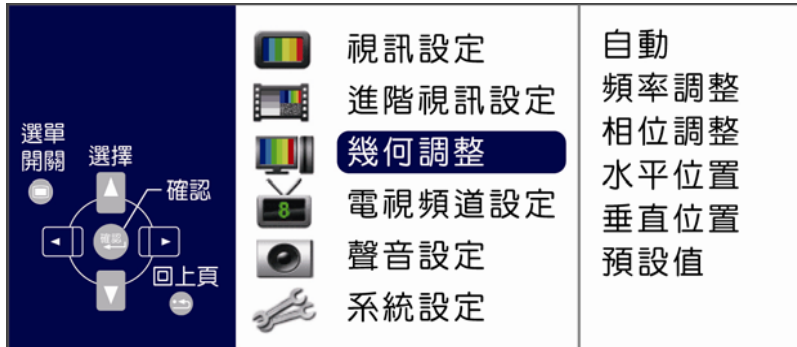 選單
開關
選擇
確認
確認
回上頁
視訊設定
進階視訊設定
幾何調整
8
電視頻道設定
聲音設定
系統設定
自動
頻率調整
相位調整
水平位置
垂直位置
預設值